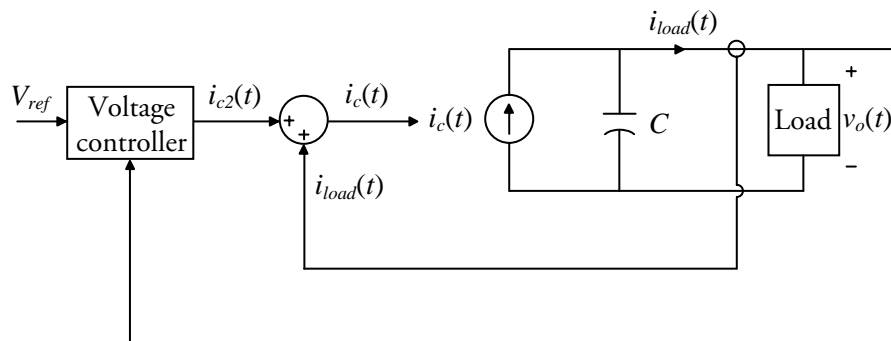 i_load(t)
V_ref
Voltage
controller
i_c2(t)
i_c(t)
+
+
i_load(t)
i_c(t)
C
Load
+
v_o(t)
−